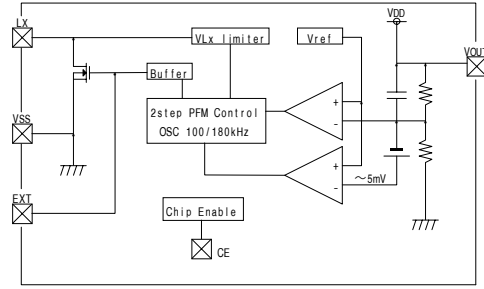 LX
VDD
VLx limiter
Vref
VOUT
Buffer
+
2step PFM Control
-
OSC 100/180kHz
VSS
+
～5mV
-
EXT
Chip Enable
CE